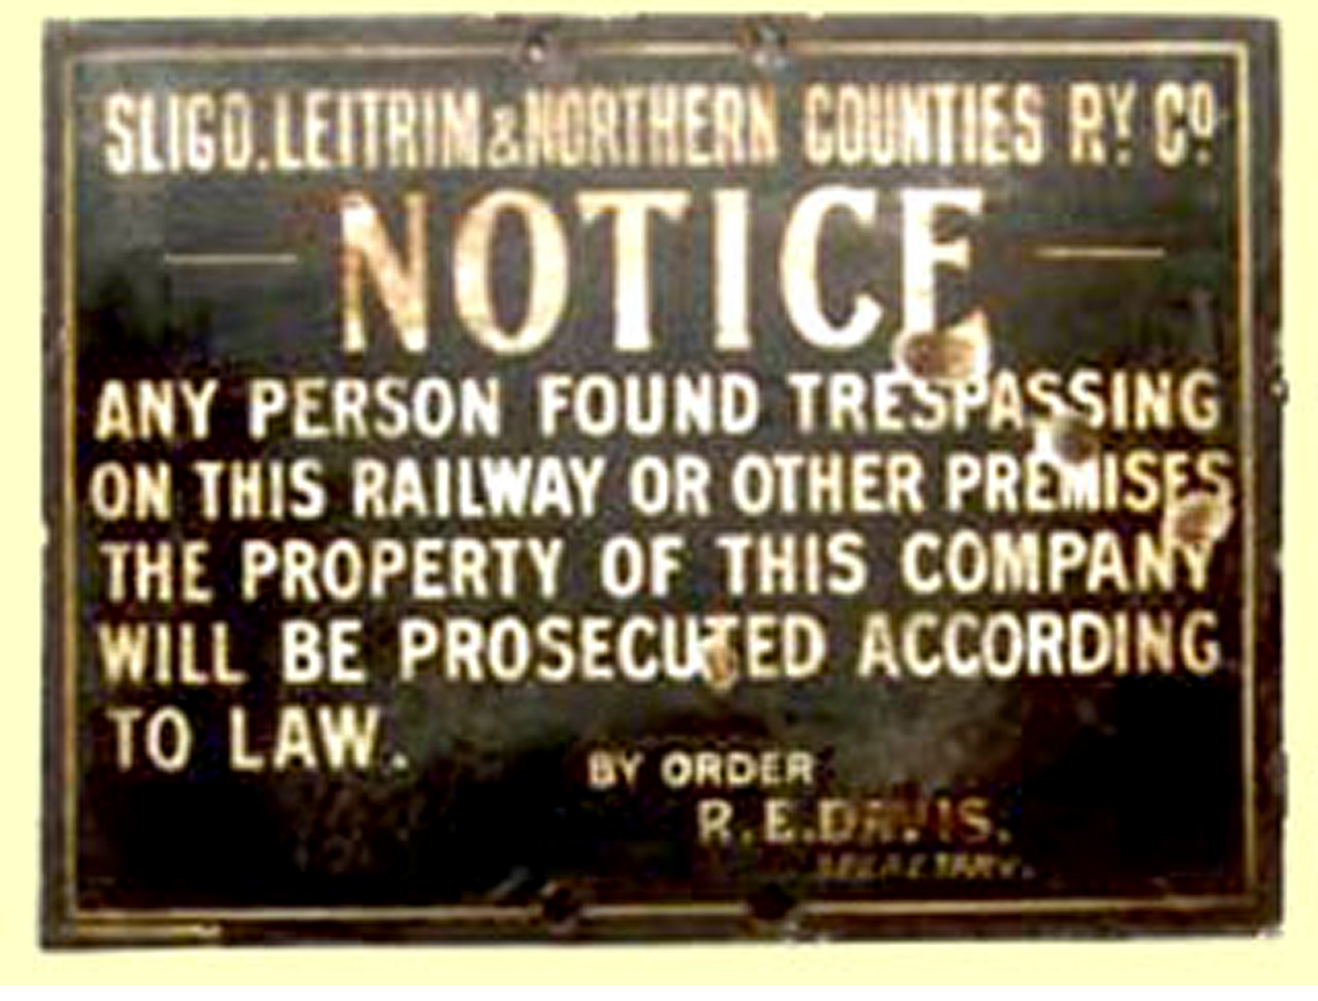 SLIGO. LEITRIM & NORTHERN COUNTIES RY. CO.
NOTICE
ANY PERSON FOUND TRESPASSING
ON THIS RAILWAY OR OTHER PREMISES
THE PROPERTY OF THIS COMPANY
WILL BE PROSECUTED ACCORDING
TO LAW.
BY ORDER
R. E. DAVIS.
SECRETARY.